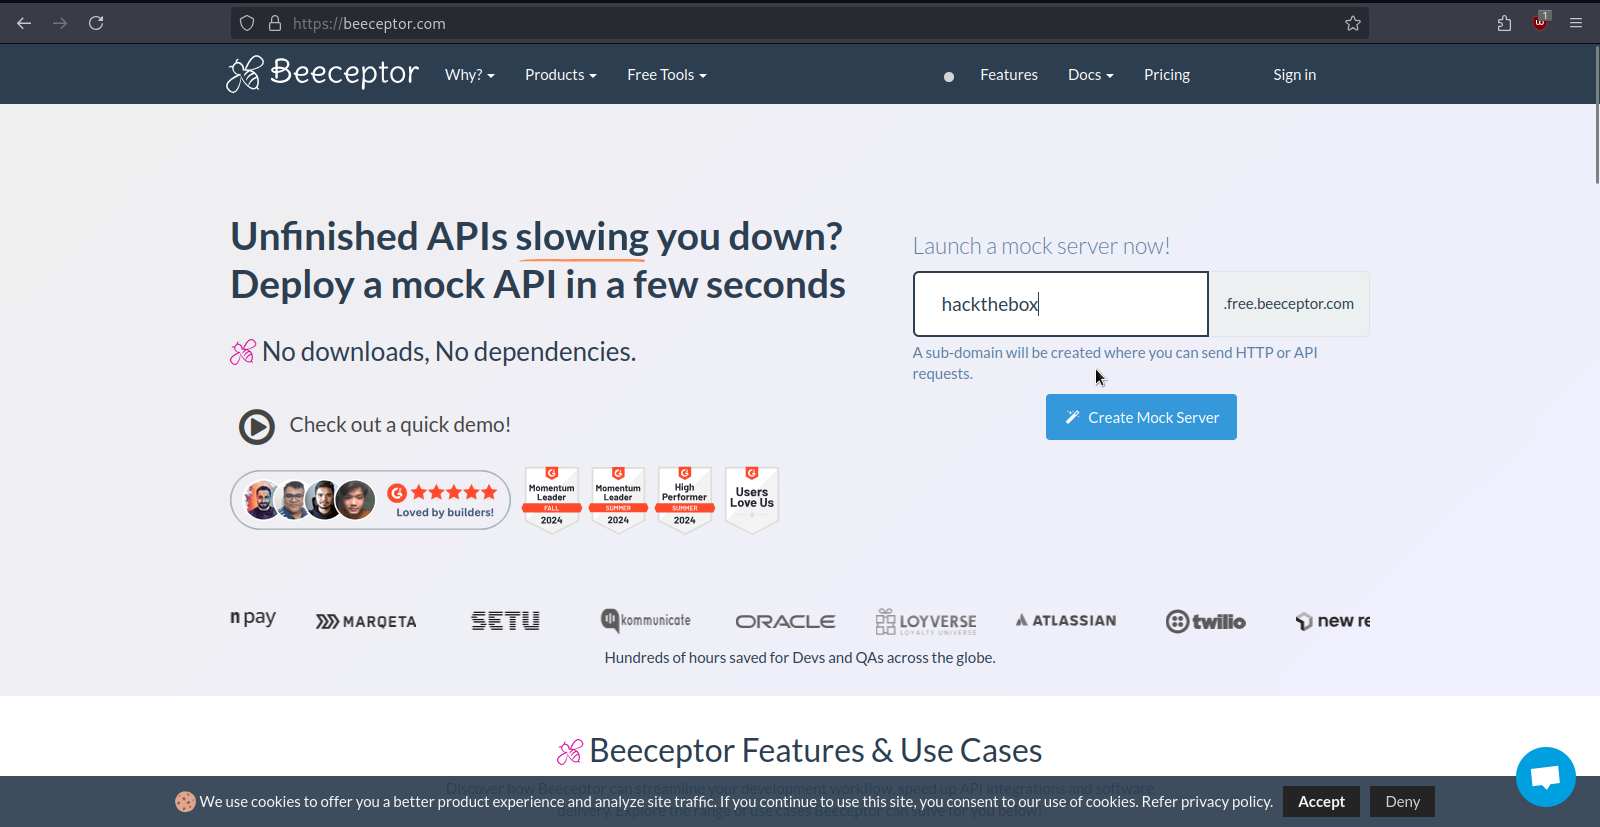 https://beeceptor.com
1
Beeceptor
Why?
Products
Free Tools
Features
Docs
Pricing
Sign in
Unfinished APIs slowing you down?
Deploy a mock API in a few seconds
No downloads, No dependencies.
Check out a quick demo!
Loved by builders!
Momentum
Leader
FALL
2024
Momentum
Leader
SUMMER
2024
High
Performer
SUMMER
2024
Users
Love Us
Launch a mock server now!
hackthebox
.free.beeceptor.com
A sub-domain will be created where you can send HTTP or API
requests.
Create Mock Server
n pay
MARQETA
SETU
kommunicate
ORACLE
LOYVERSE
LOYALTY UNIVERSE
ATLASSIAN
twilio
new re
Hundreds of hours saved for Devs and QAs across the globe.
Beeceptor Features & Use Cases
Discover how Beeceptor can streamline your development workflow, speed up API integrations and software
delivery. Explore the range of use cases Beeceptor can solve for you below!
We use cookies to offer you a better product experience and analyze site traffic. If you continue to use this site, you consent to our use of cookies. Refer privacy policy.
Accept
Deny